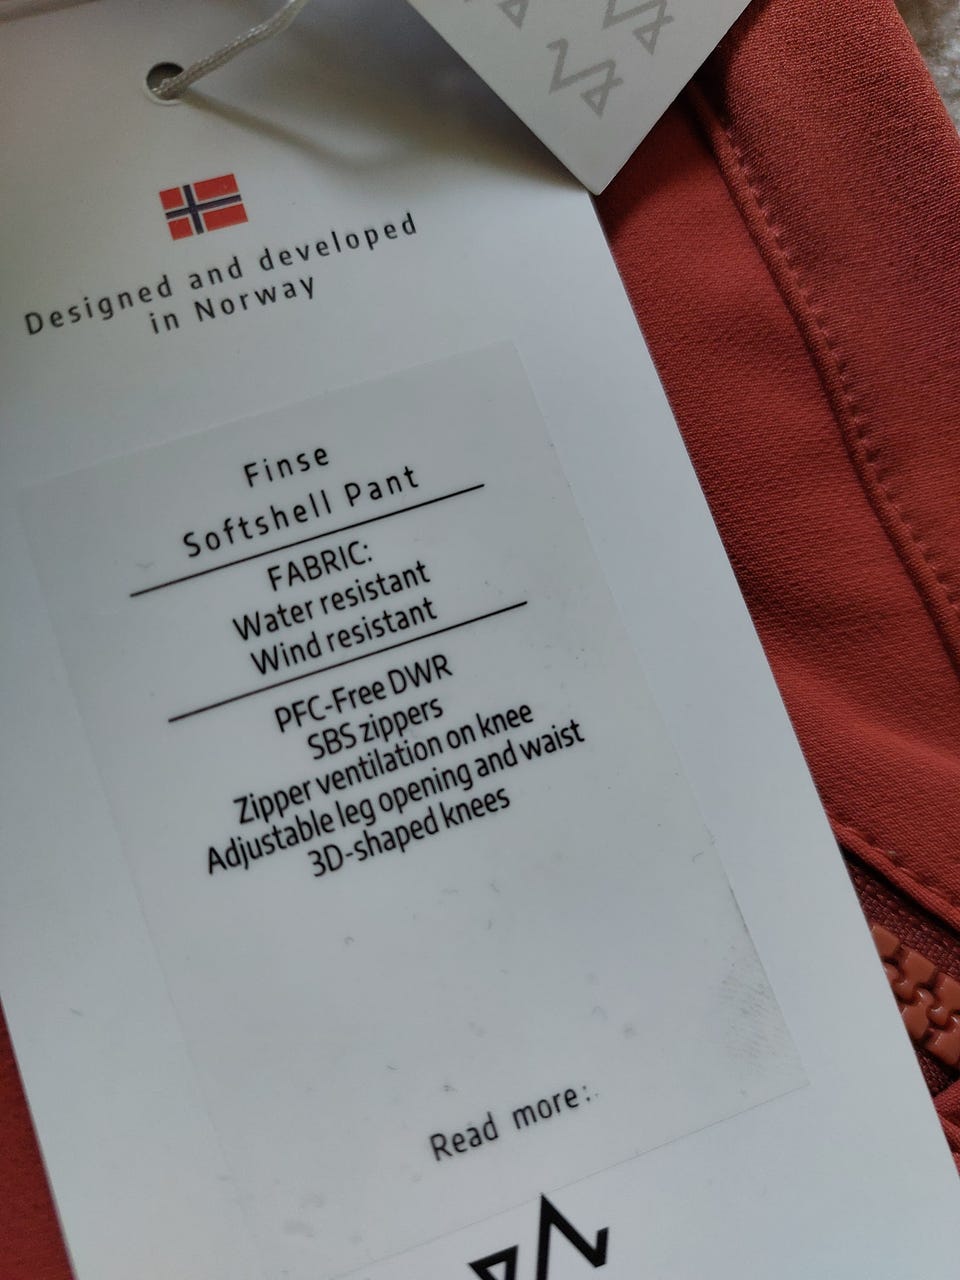 Designed and developed
in Norway
Finse
Softshell Pant
FABRIC:
Water resistant
Wind resistant
PFC-Free DWR
SBS zippers
Zipper ventilation on knee
Adjustable leg opening and waist
3D-shaped knees
Read more: